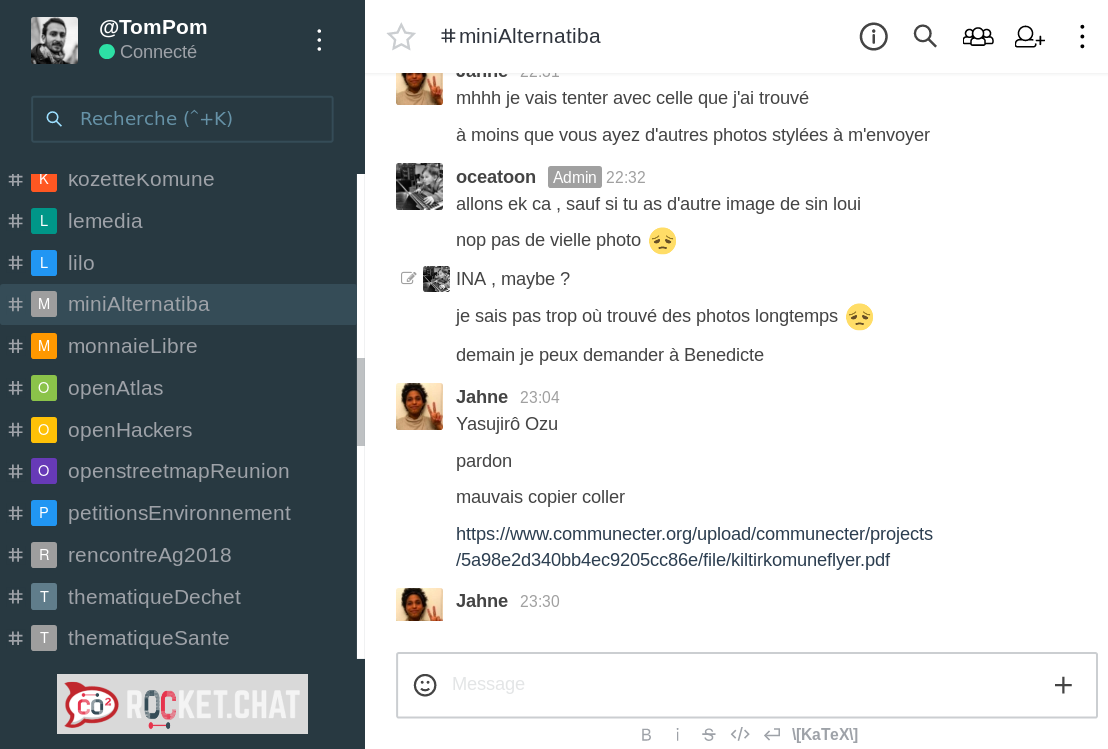 @TomPom
Connecté
Recherche (ˆ+K)
# K kozetteKomune
# L lemedia
# L lilo
# M miniAlternatiba
# M monnaieLibre
# O openAtlas
# O openHackers
# O openstreetmapReunion
# P petitionsEnvironnement
# R rencontreAg2018
# T thematiqueDechet
# T thematiqueSante
CO2 ROCKET.CHAT
#miniAlternatiba
Jahne 22:31
mhhh je vais tenter avec celle que j'ai trouvé
à moins que vous ayez d'autres photos stylées à m'envoyer
oceatoon Admin 22:32
allons ek ca , sauf si tu as d'autre image de sin loui
nop pas de vielle photo 😞
INA , maybe ?
je sais pas trop où trouvé des photos longtemps 😞
demain je peux demander à Benedicte
Jahne 23:04
Yasujirô Ozu
pardon
mauvais copier coller
https://www.communecter.org/upload/communecter/projects
/5a98e2d340bb4ec9205cc86e/file/kiltirkomuneflyer.pdf
Jahne 23:30
Message
B i S </> \[KaTeX\]